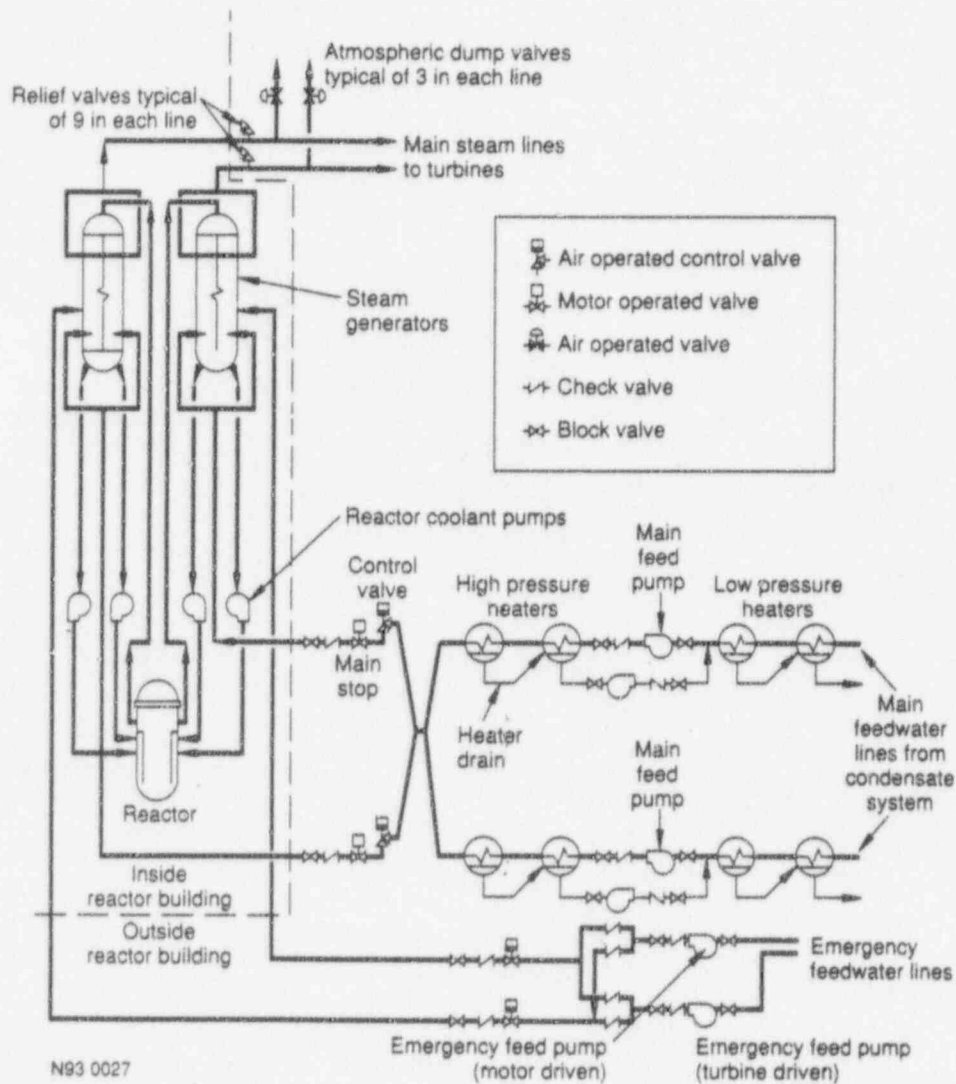 Atmospheric dump valves
typical of 3 in each line
Relief valves typical
of 9 in each line
Main steam lines
to turbines
Air operated control valve
Motor operated valve
Air operated valve
Check valve
Block valve
Steam
generators
Reactor coolant pumps
Control
valve
High pressure
heaters
Main
feed
pump
Low pressure
heaters
Main
stop
Heater
drain
Main
feed
pump
Main
feedwater
lines from
condensate
system
Reactor
Inside
reactor building
Outside
reactor building
Emergency
feedwater lines
Emergency feed pump
(motor driven)
Emergency feed pump
(turbine driven)
N93 0027